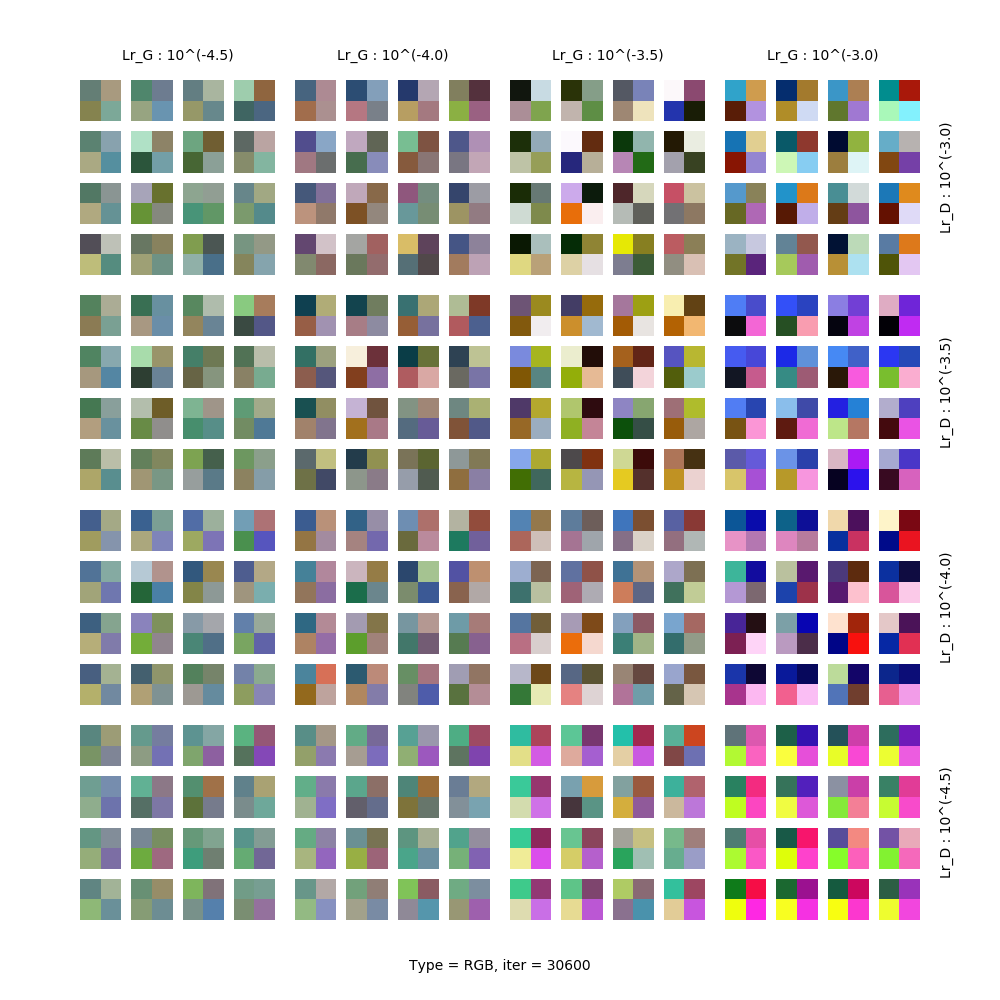 Lr_G : 10^(-4.5)
Lr_G : 10^(-4.0)
Lr_G : 10^(-3.5)
Lr_G : 10^(-3.0)
Lr_D : 10^(-3.0)
Lr_D : 10^(-3.5)
Lr_D : 10^(-4.0)
Lr_D : 10^(-4.5)
Type = RGB, iter = 30600